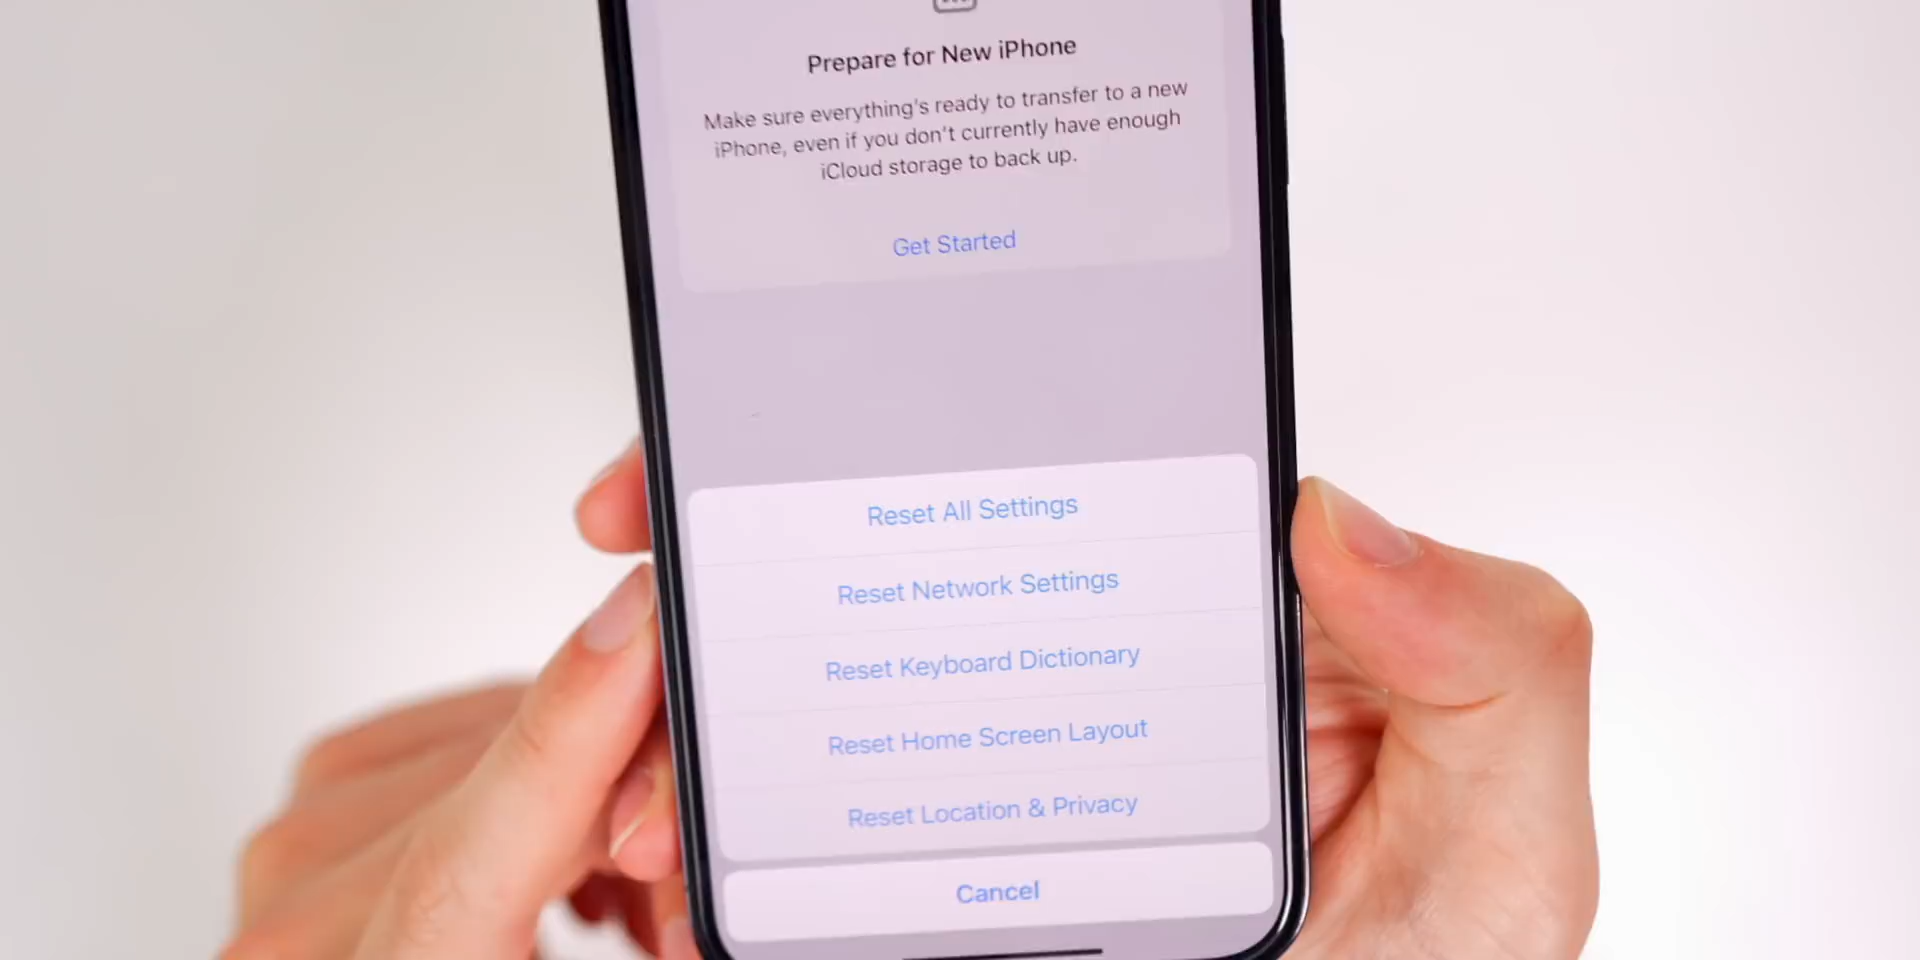 Prepare for New iPhone
Make sure everything's ready to transfer to a new
iPhone, even if you don't currently have enough
iCloud storage to back up.
Get Started
Reset All Settings
Reset Network Settings
Reset Keyboard Dictionary
Reset Home Screen Layout
Reset Location & Privacy
Cancel